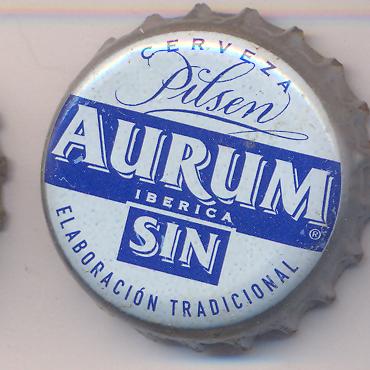 CERVEZA
Pilsen
AURUM
IBERICA
®
SIN
ELABORACIÓN TRADICIONAL